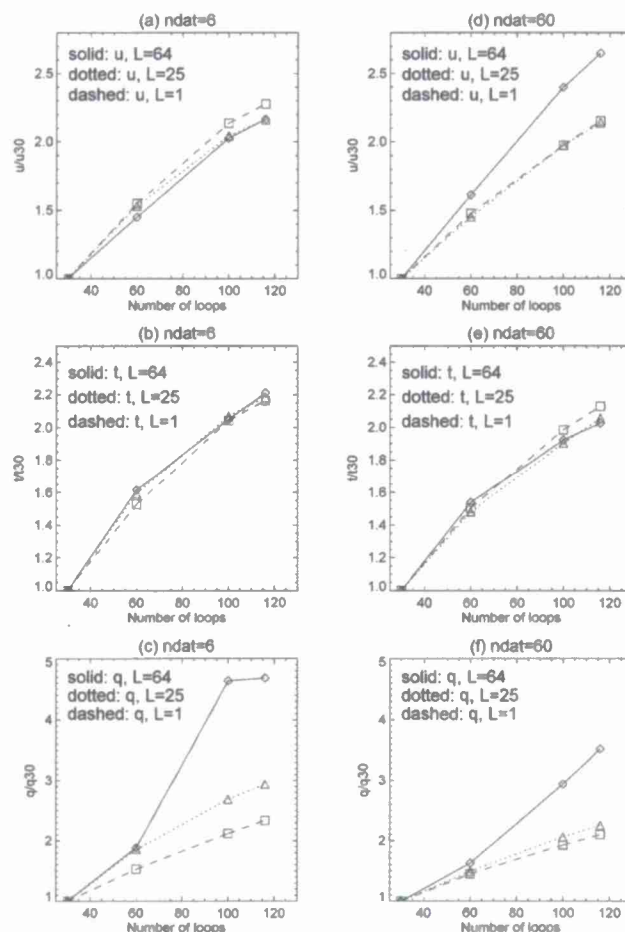 (a) ndat=6
solid: u, L=64
dotted: u, L=25
dashed: u, L=1
2.5
2.0
1.5
1.0
u/u30
40 60 80 100 120
Number of loops
(d) ndat=60
solid: u, L=64
dotted: u, L=25
dashed: u, L=1
2.5
2.0
1.5
1.0
u/u30
40 60 80 100 120
Number of loops
(b) ndat=6
solid: t, L=64
dotted: t, L=25
dashed: t, L=1
2.4
2.2
2.0
1.8
1.6
1.4
1.2
1.0
t/t30
40 60 80 100 120
Number of loops
(e) ndat=60
solid: t, L=64
dotted: t, L=25
dashed: t, L=1
2.4
2.2
2.0
1.8
1.6
1.4
1.2
1.0
t/t30
40 60 80 100 120
Number of loops
(c) ndat=6
solid: q, L=64
dotted: q, L=25
dashed: q, L=1
5
4
3
2
1
q/q30
40 60 80 100 120
Number of loops
(f) ndat=60
solid: q, L=64
dotted: q, L=25
dashed: q, L=1
5
4
3
2
1
q/q30
40 60 80 100 120
Number of loops